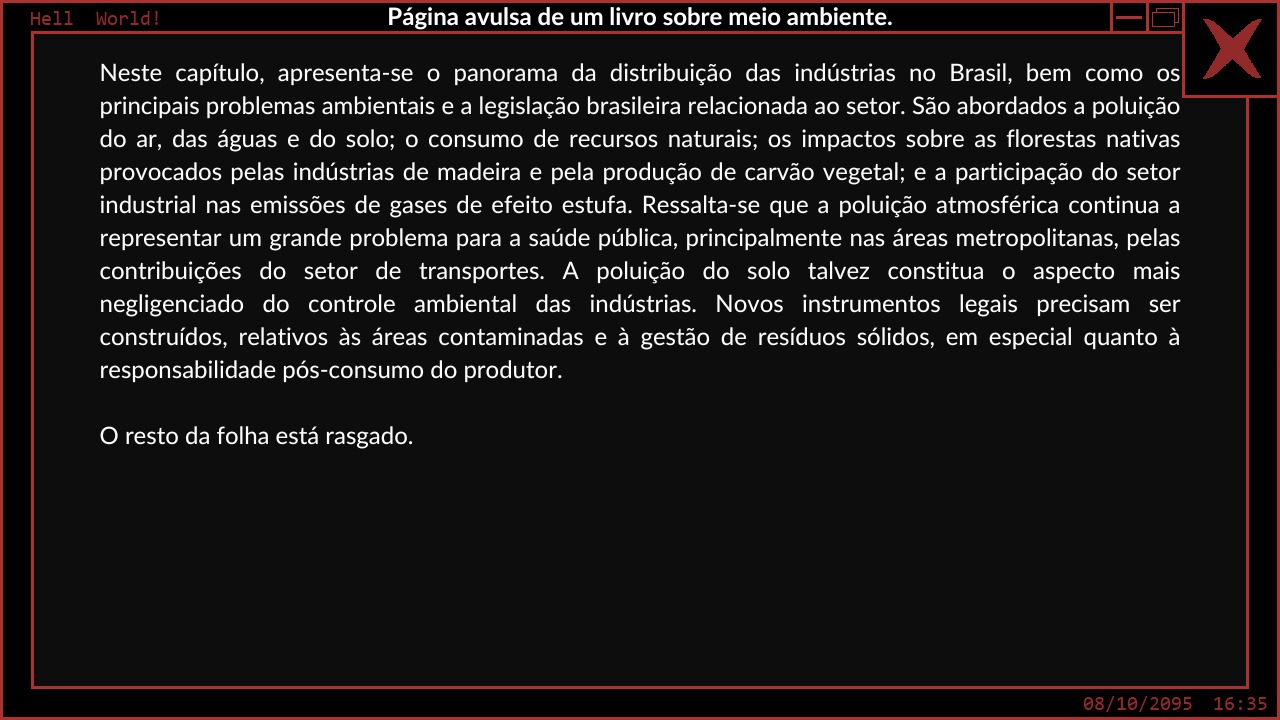 Hell World!
Página avulsa de um livro sobre meio ambiente.
Neste capítulo, apresenta-se o panorama da distribuição das indústrias no Brasil, bem como os
principais problemas ambientais e a legislação brasileira relacionada ao setor. São abordados a poluição
do ar, das águas e do solo; o consumo de recursos naturais; os impactos sobre as florestas nativas
provocados pelas indústrias de madeira e pela produção de carvão vegetal; e a participação do setor
industrial nas emissões de gases de efeito estufa. Ressalta-se que a poluição atmosférica continua a
representar um grande problema para a saúde pública, principalmente nas áreas metropolitanas, pelas
contribuições do setor de transportes. A poluição do solo talvez constitua o aspecto mais
negligenciado do controle ambiental das indústrias. Novos instrumentos legais precisam ser
construídos, relativos às áreas contaminadas e à gestão de resíduos sólidos, em especial quanto à
responsabilidade pós-consumo do produtor.
O resto da folha está rasgado.
08/10/2095 16:35